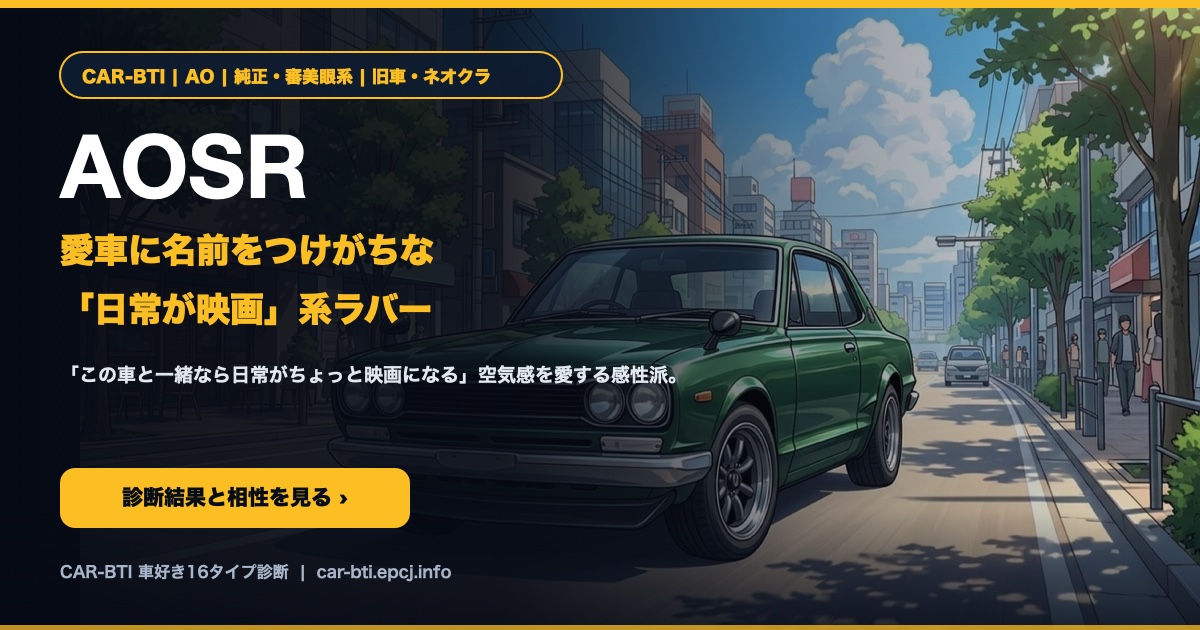 CAR-BTI | AO | 純正・審美眼系 | 旧車・ネオクラ
AOSR
愛車に名前をつけがちな
「日常が映画」系ラバー
「この車と一緒なら日常がちょっと映画になる」空気感を愛する感性派。
診断結果と相性を見る ›
CAR-BTI 車好き16タイプ診断 | car-bti.epcj.info